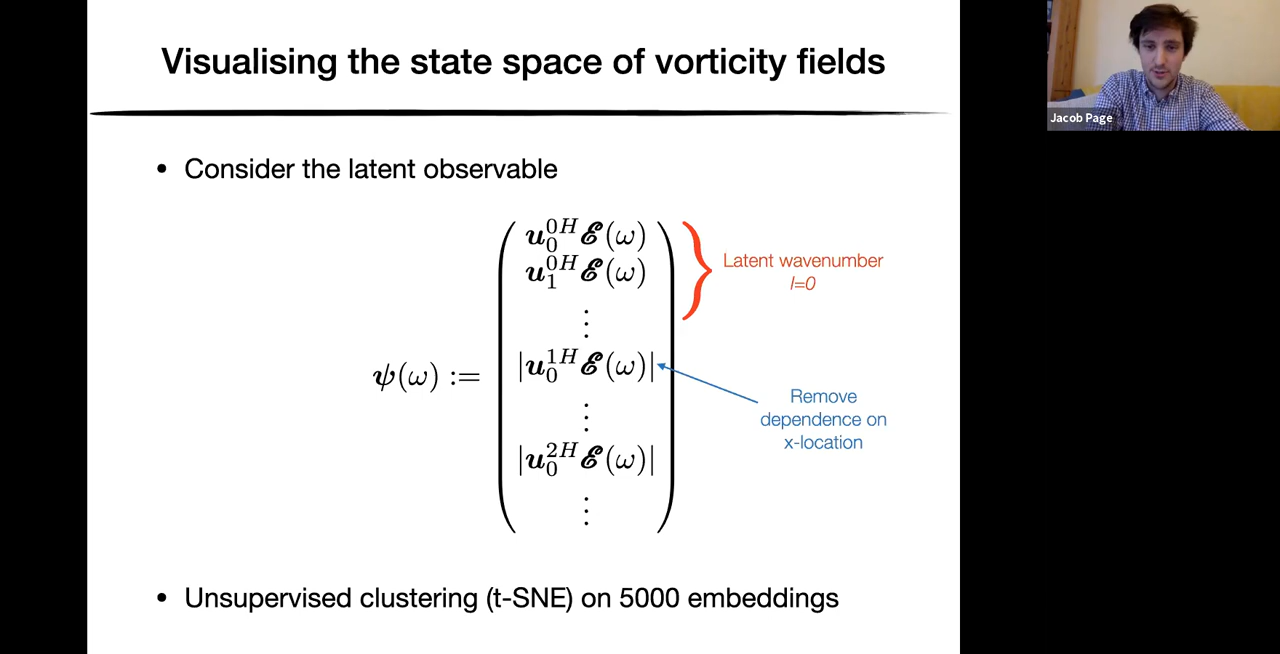 Visualising the state space of vorticity fields
Jacob Page
• Consider the latent observable
𝒖₀^{0H} 𝓔(ω)
𝒖₁^{0H} 𝓔(ω)
⋮
|𝒖₀^{1H} 𝓔(ω)|
⋮
|𝒖₀^{2H} 𝓔(ω)|
⋮
𝝍(ω) :=
Latent wavenumber
l=0
Remove
dependence on
x-location
• Unsupervised clustering (t-SNE) on 5000 embeddings